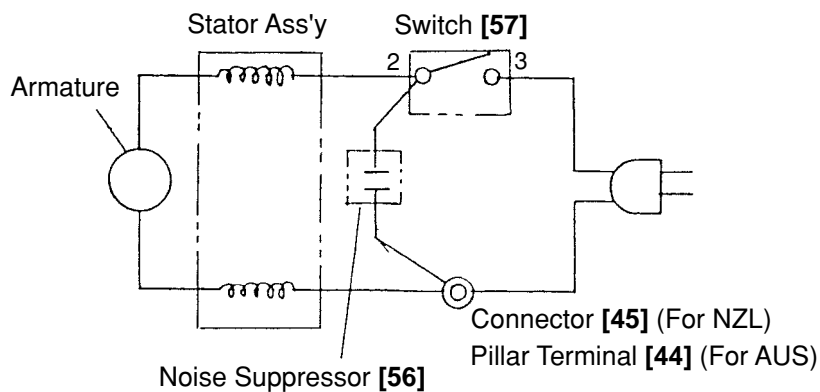 Stator Ass'y
Switch [57]
2
3
Armature
Connector [45] (For NZL)
Pillar Terminal [44] (For AUS)
Noise Suppressor [56]